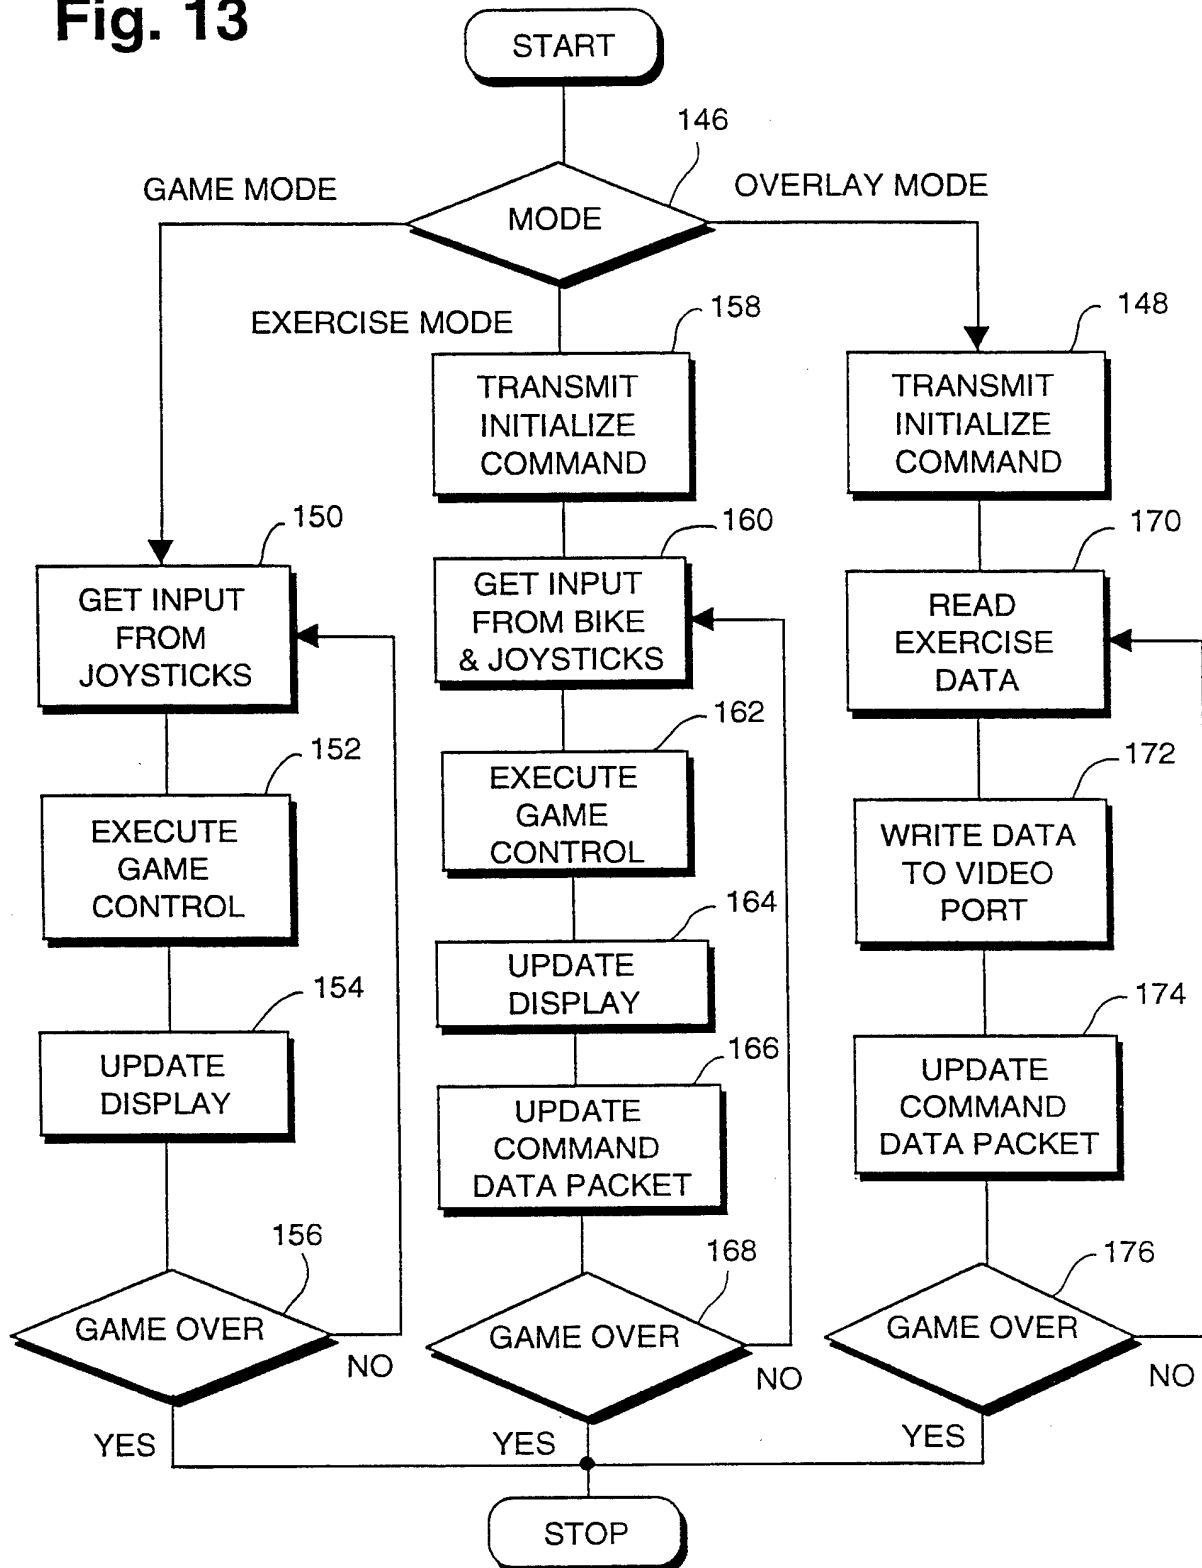 Fig. 13
START
146
GAME MODE
OVERLAY MODE
MODE
EXERCISE MODE
158
148
TRANSMIT
INITIALIZE
COMMAND
TRANSMIT
INITIALIZE
COMMAND
150
160
170
GET INPUT
FROM
JOYSTICKS
GET INPUT
FROM BIKE
& JOYSTICKS
READ
EXERCISE
DATA
152
162
172
EXECUTE
GAME
CONTROL
EXECUTE
GAME
CONTROL
WRITE DATA
TO VIDEO
PORT
154
164
174
UPDATE
DISPLAY
UPDATE
DISPLAY
166
UPDATE
COMMAND
DATA PACKET
UPDATE
COMMAND
DATA PACKET
156
168
176
GAME OVER
GAME OVER
GAME OVER
NO
NO
NO
YES
YES
YES
STOP